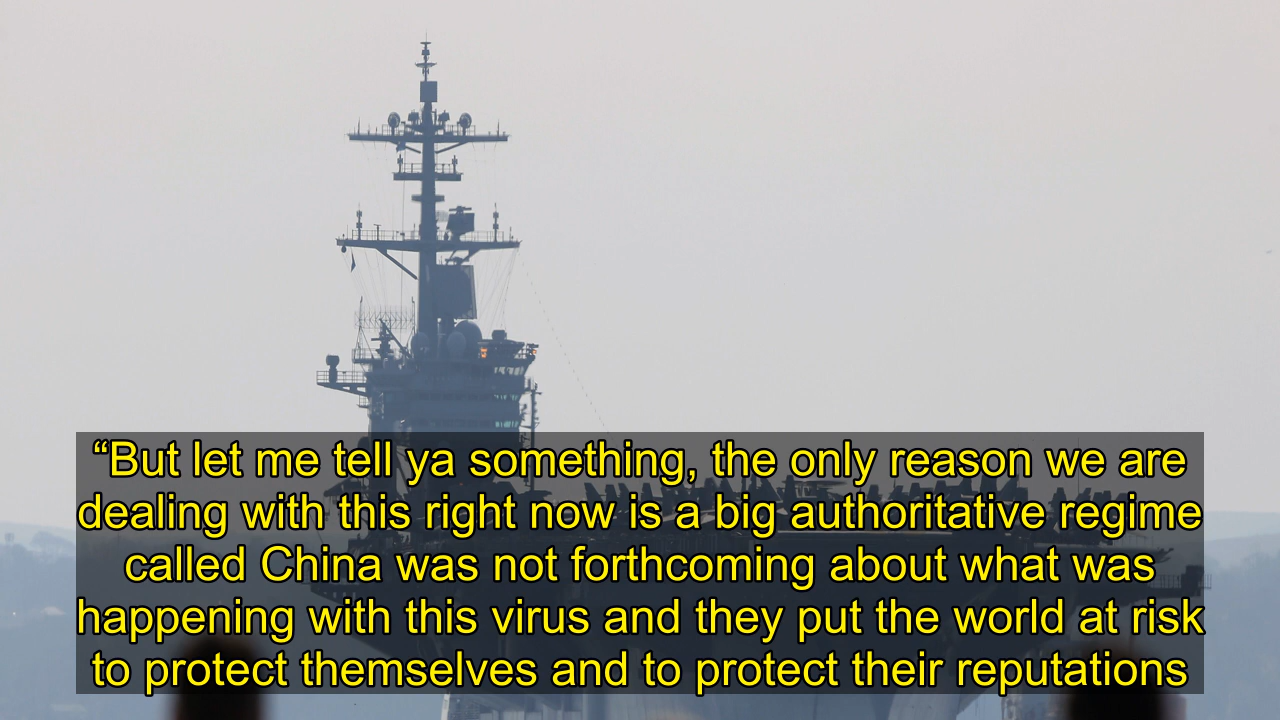 “But let me tell ya something, the only reason we are
dealing with this right now is a big authoritative regime
called China was not forthcoming about what was
happening with this virus and they put the world at risk
to protect themselves and to protect their reputations